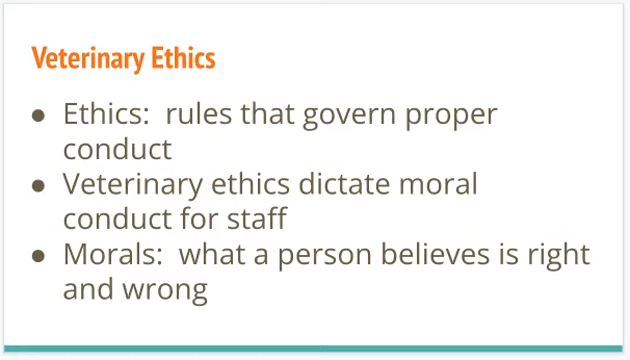 Veterinary Ethics
● Ethics:  rules that govern proper
conduct
● Veterinary ethics dictate moral
conduct for staff
● Morals:  what a person believes is right
and wrong